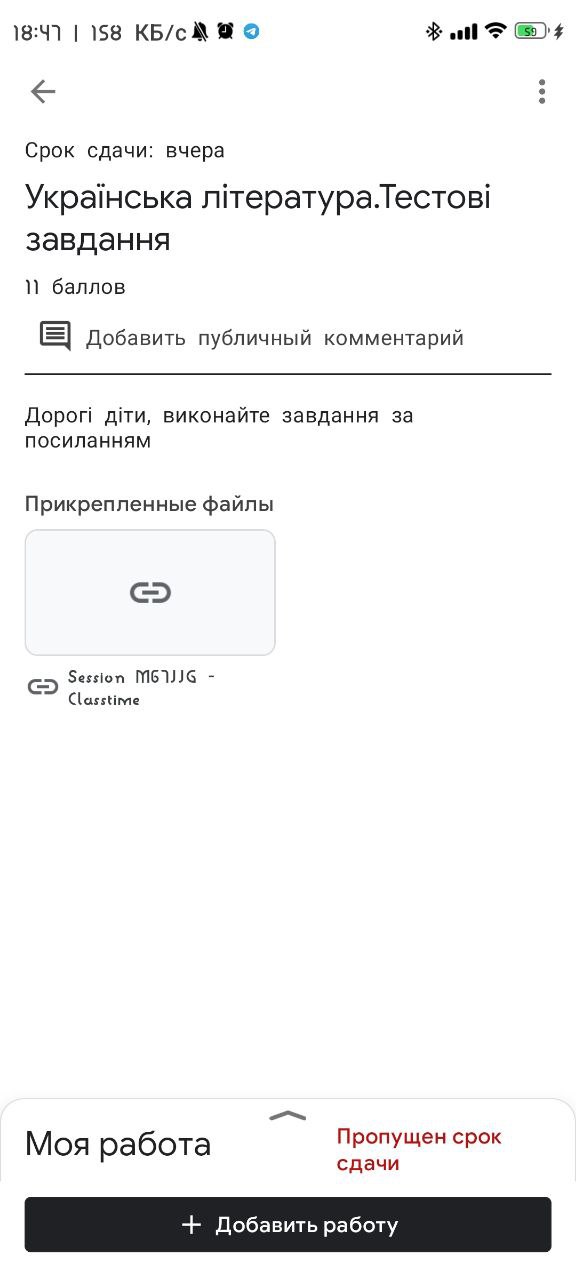 18:47 | 158 КБ/с
50
Срок сдачи: вчера
Українська література.Тестові
завдання
11 баллов
Добавить публичный комментарий
Дорогі діти, виконайте завдання за
посиланням
Прикрепленные файлы
Session M67JJG -
Classtime
Моя работа
Пропущен срок
сдачи
+ Добавить работу